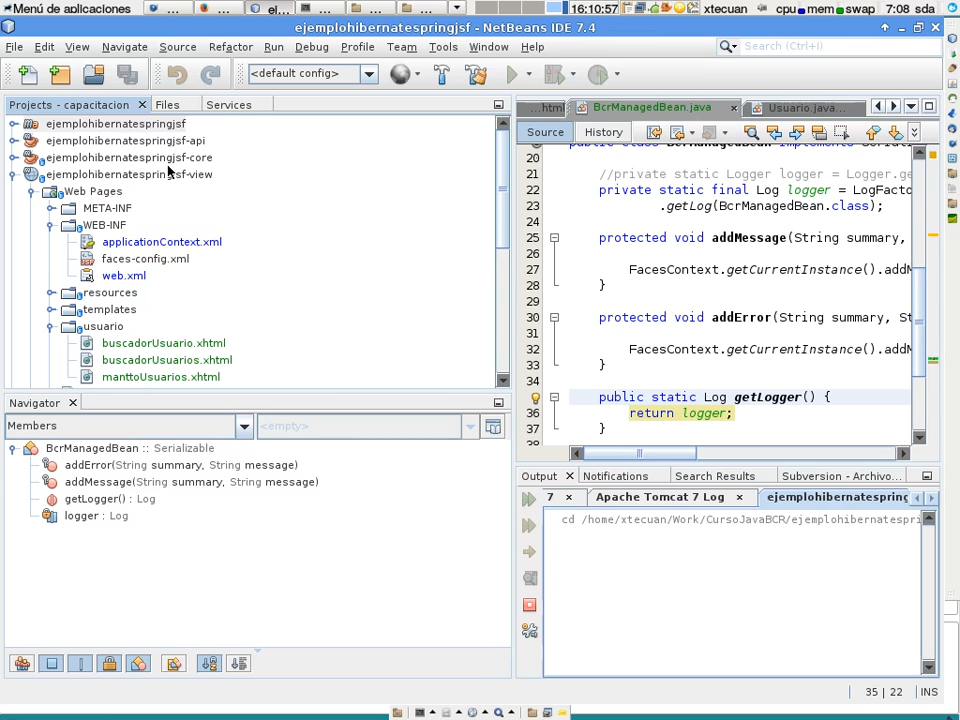 Menú de aplicaciones
...
...
el...
...
...
...
16:10:57
xtecuan
cpu
mem
swap
7:08
sda
ejemplohibernatespringjsf - NetBeans IDE 7.4
File Edit View Navigate Source Refactor Run Debug Profile Team Tools Window Help
Search (Ctrl+I)
<default config>
Projects - capacitacion
Files
Services
ejemplohibernatespringjsf
ejemplohibernatespringjsf-api
ejemplohibernatespringjsf-core
ejemplohibernatespringjsf-view
Web Pages
META-INF
WEB-INF
applicationContext.xml
faces-config.xml
web.xml
resources
templates
usuario
buscadorUsuario.xhtml
buscadorUsuarios.xhtml
manttoUsuarios.xhtml
Navigator
Members
<empty>
BcrManagedBean :: Serializable
addError(String summary, String message)
addMessage(String summary, String message)
getLogger() : Log
logger : Log
...html
BcrManagedBean.java
Usuario.java...
Source
History
20
21 //private static Logger logger = Logger.ge
22 private static final Log logger = LogFacto
23 .getLog(BcrManagedBean.class);
24
25 protected void addMessage(String summary,
26
27 FacesContext.getCurrentInstance().addM
28 }
29
30 protected void addError(String summary, St
31
32 FacesContext.getCurrentInstance().addM
33 }
34
public static Log getLogger() {
36 return logger;
37 }
38
Output
Notifications
Search Results
Subversion - Archivo...
7
Apache Tomcat 7 Log
ejemplohibernatespring
cd /home/xtecuan/Work/CursoJavaBCR/ejemplohibernatespri
35 | 22
INS